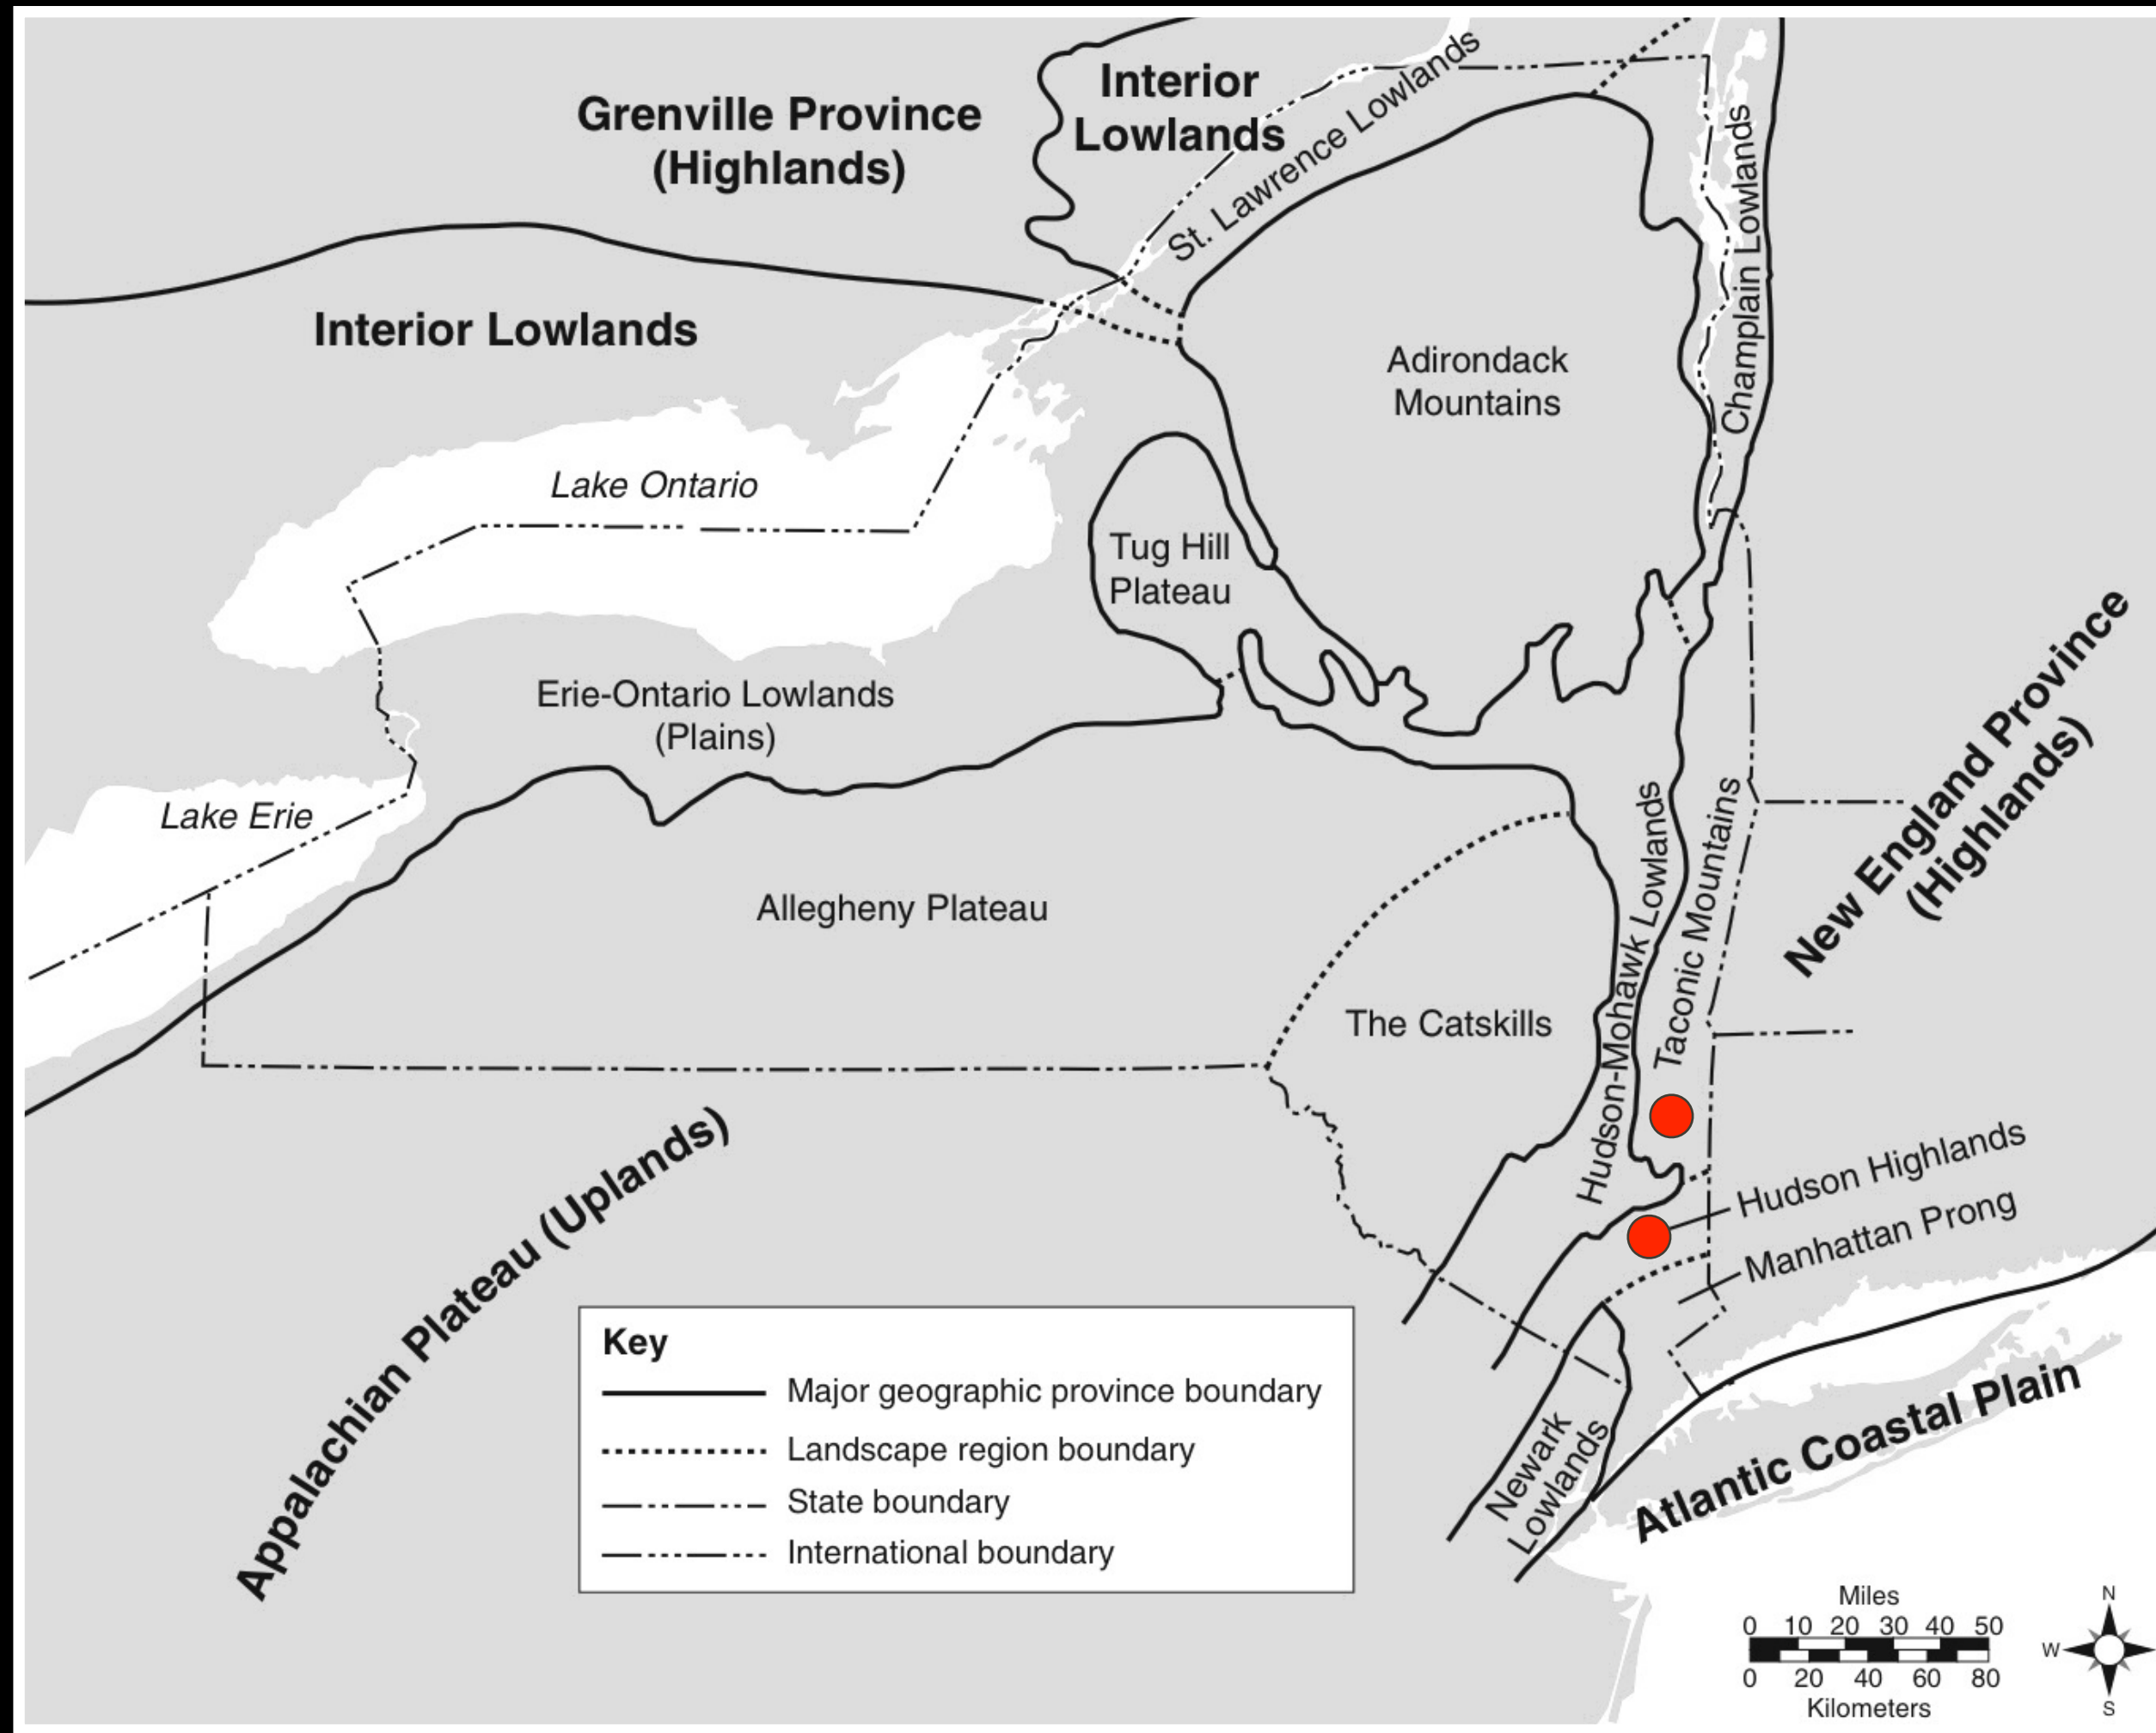 Grenville Province
(Highlands)
Interior
Lowlands
St. Lawrence Lowlands
Champlain Lowlands
Interior Lowlands
Adirondack
Mountains
Lake Ontario
Tug Hill
Plateau
Erie-Ontario Lowlands
(Plains)
Lake Erie
Allegheny Plateau
The Catskills
Hudson-Mohawk Lowlands
Taconic Mountains
New England Province
(Highlands)
Appalachian Plateau (Uplands)
Hudson Highlands
Manhattan Prong
Newark
Lowlands
Atlantic Coastal Plain
Key
Major geographic province boundary
Landscape region boundary
State boundary
International boundary
Miles
0 10 20 30 40 50
0 20 40 60 80
Kilometers
N
W
S